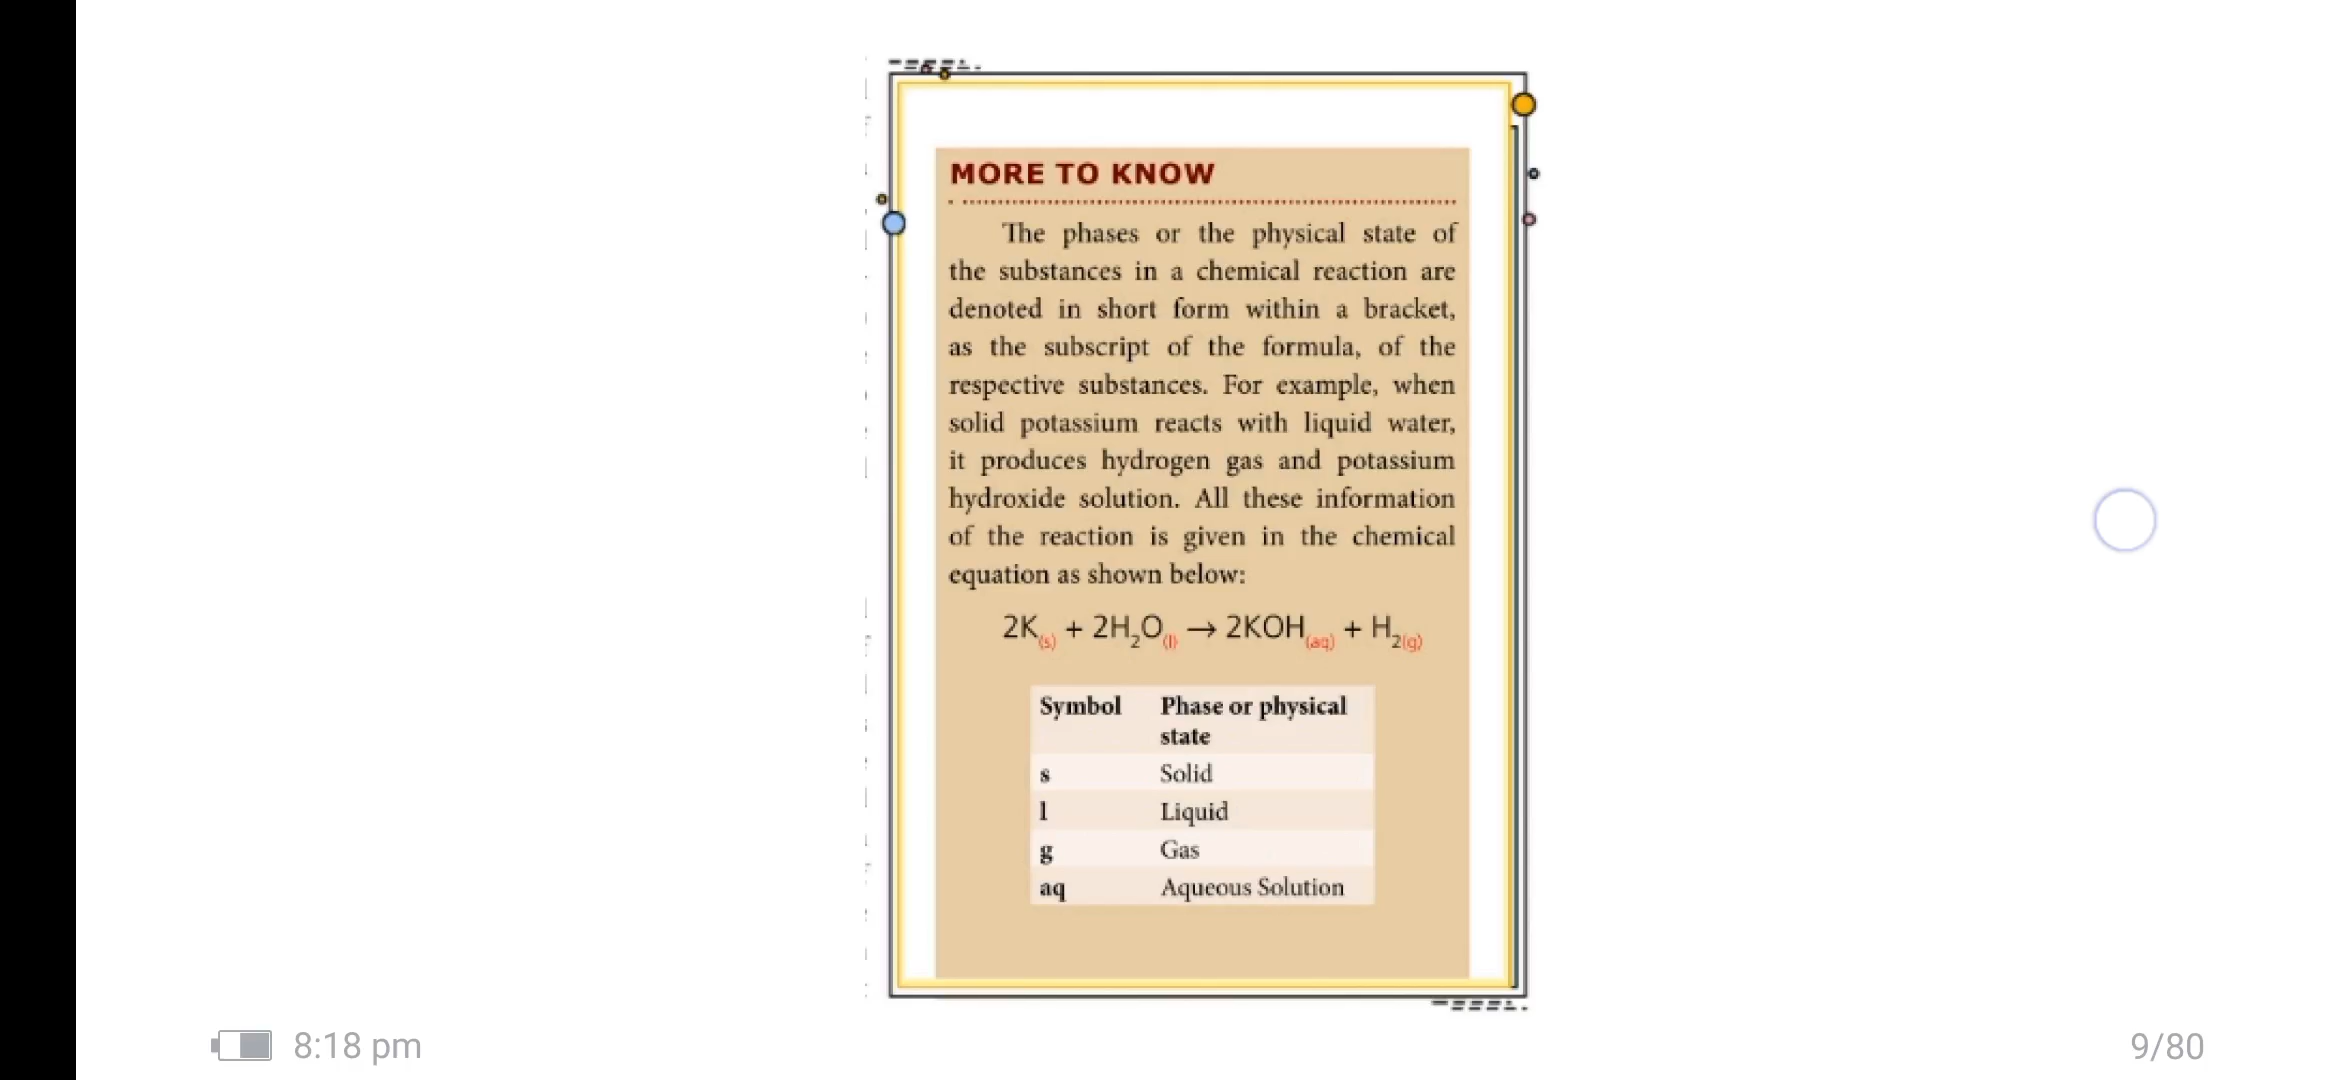 MORE TO KNOW
The phases or the physical state of
the substances in a chemical reaction are
denoted in short form within a bracket,
as the subscript of the formula, of the
respective substances. For example, when
solid potassium reacts with liquid water,
it produces hydrogen gas and potassium
hydroxide solution. All these information
of the reaction is given in the chemical
equation as shown below:
2K(s) + 2H₂O(l) → 2KOH(aq) + H₂(g)
Symbol Phase or physical
state
s Solid
l Liquid
g Gas
aq Aqueous Solution
8:18 pm
9/80